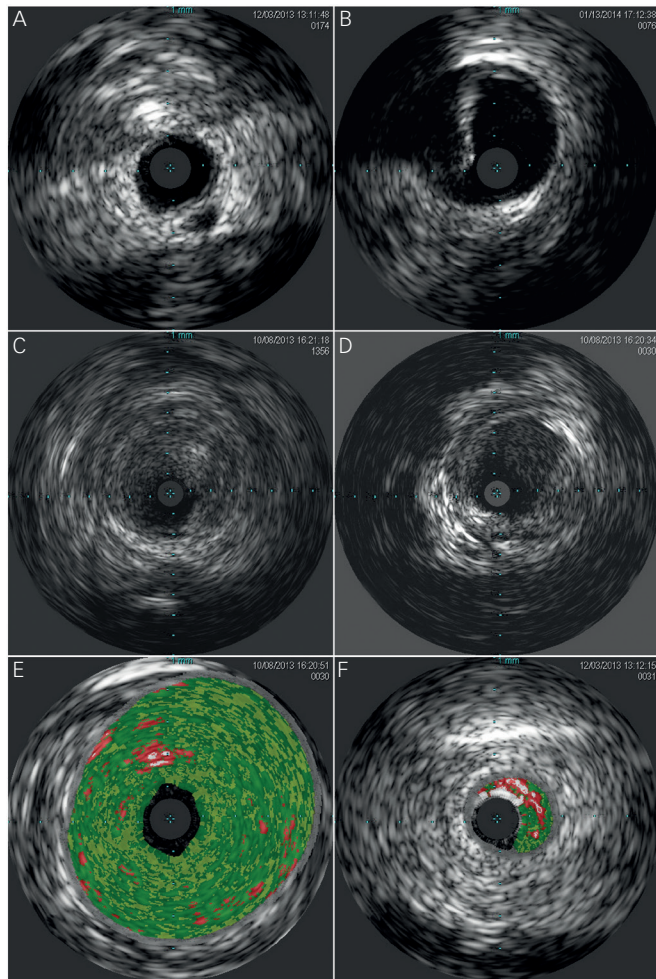 A
1 mm
12/03/2013 13:11:48
0174
B
1 mm
01/13/2014 17:12:38
0076
C
1 mm
10/08/2013 16:21:18
1356
D
1 mm
10/08/2013 16:20:34
0030
E
1 mm
10/08/2013 16:20:51
0030
F
1 mm
12/03/2013 13:12:15
0031